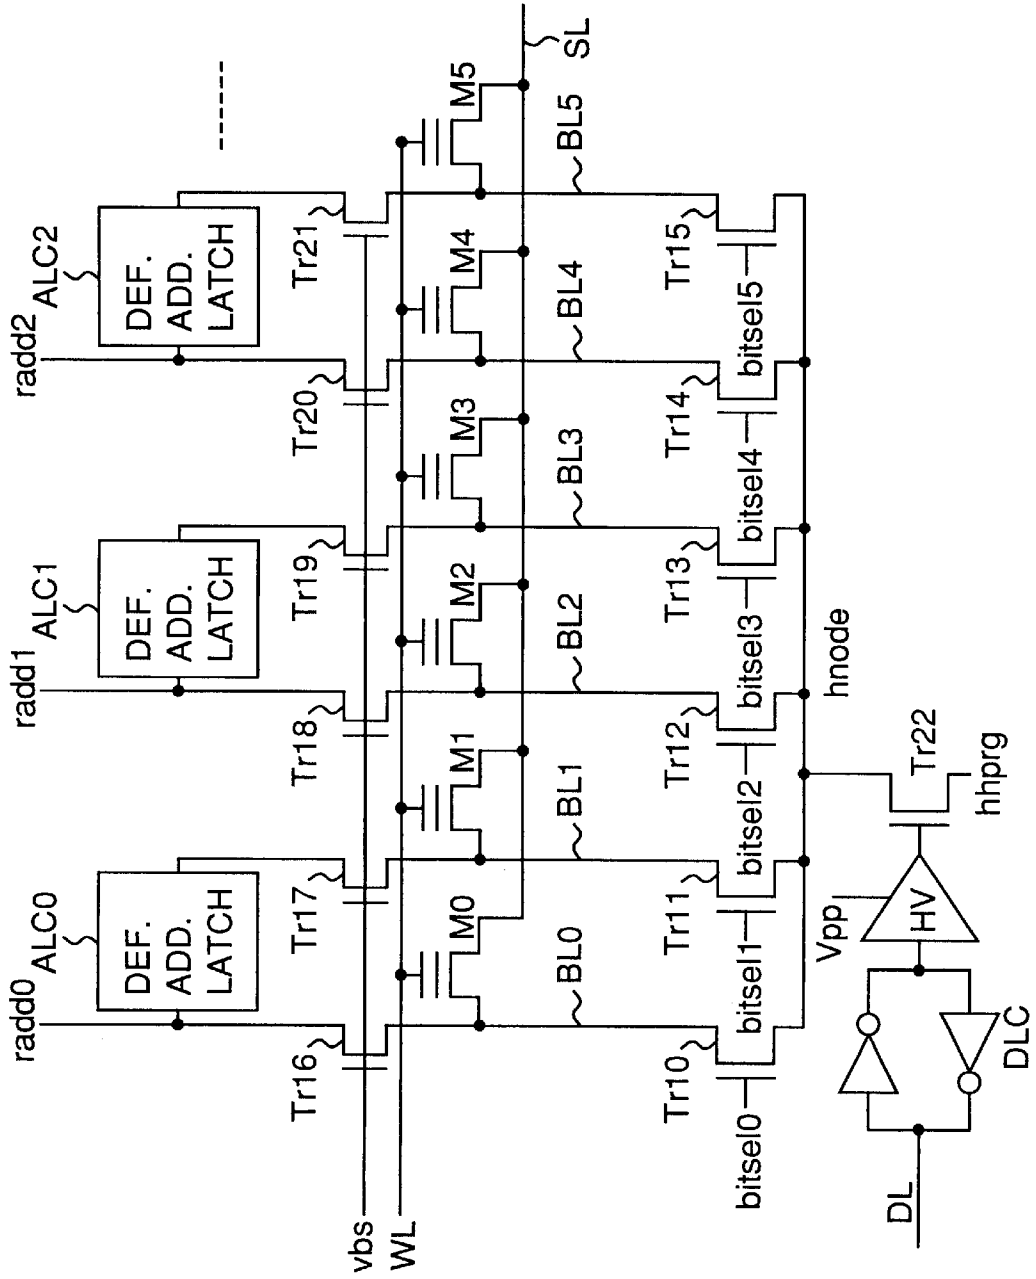 radd0
ALC0
radd1
ALC1
radd2
ALC2
DEF.
ADD.
LATCH
DEF.
ADD.
LATCH
DEF.
ADD.
LATCH
Tr16
Tr17
Tr18
Tr19
Tr20
Tr21
vbs
WL
M0
M1
M2
M3
M4
M5
SL
BL0
BL1
BL2
BL3
BL4
BL5
Tr10
Tr11
Tr12
Tr13
Tr14
Tr15
bitsel0
bitsel1
bitsel2
bitsel3
bitsel4
bitsel5
hnode
Vpp
HV
Tr22
hhprg
DL
DLC